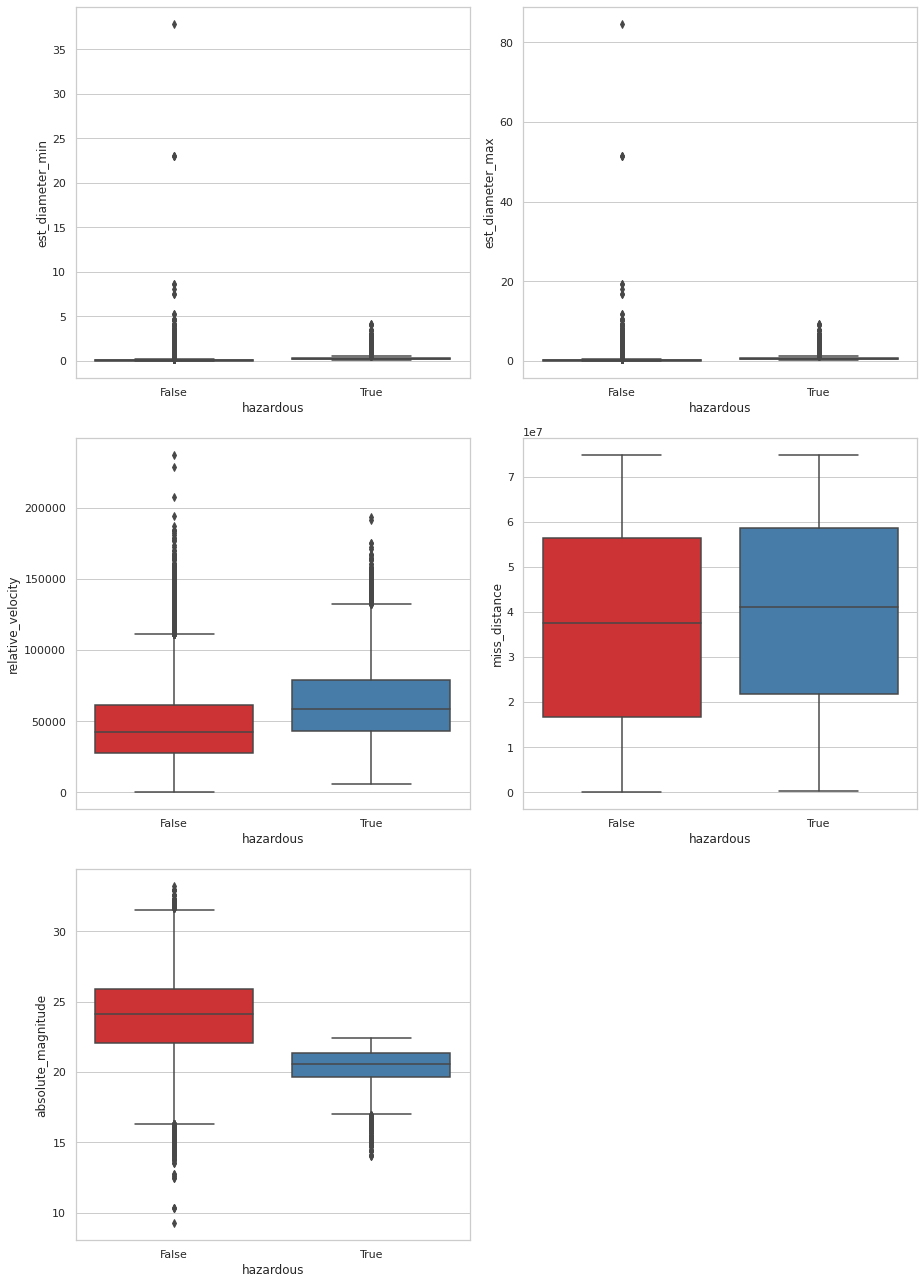 est_diameter_min
35
30
25
20
15
10
5
0
False
True
hazardous
est_diameter_max
80
60
40
20
0
False
True
hazardous
relative_velocity
200000
150000
100000
50000
0
False
True
hazardous
1e7
miss_distance
7
6
5
4
3
2
1
0
False
True
hazardous
absolute_magnitude
30
25
20
15
10
False
True
hazardous